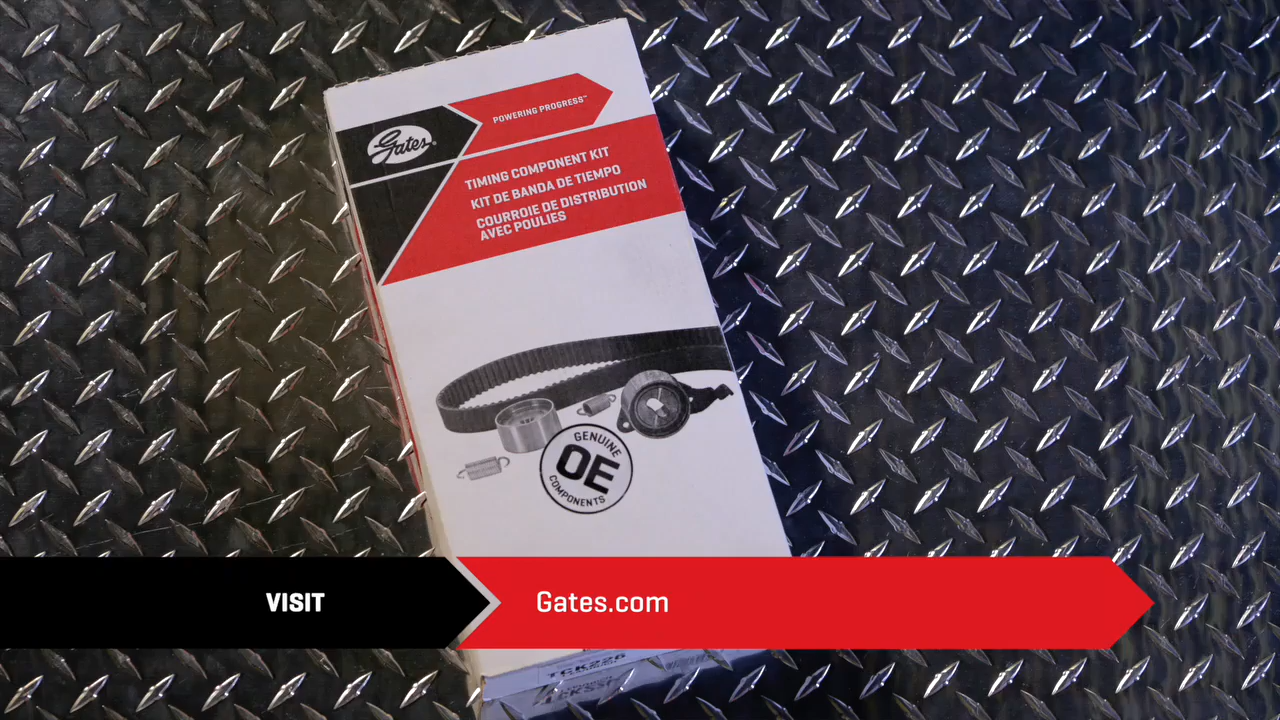 Gates
POWERING PROGRESS™
TIMING COMPONENT KIT
KIT DE BANDA DE TIEMPO
COURROIE DE DISTRIBUTION
AVEC POULIES
GENUINE
OE
COMPONENTS
VISIT
Gates.com
TCK226